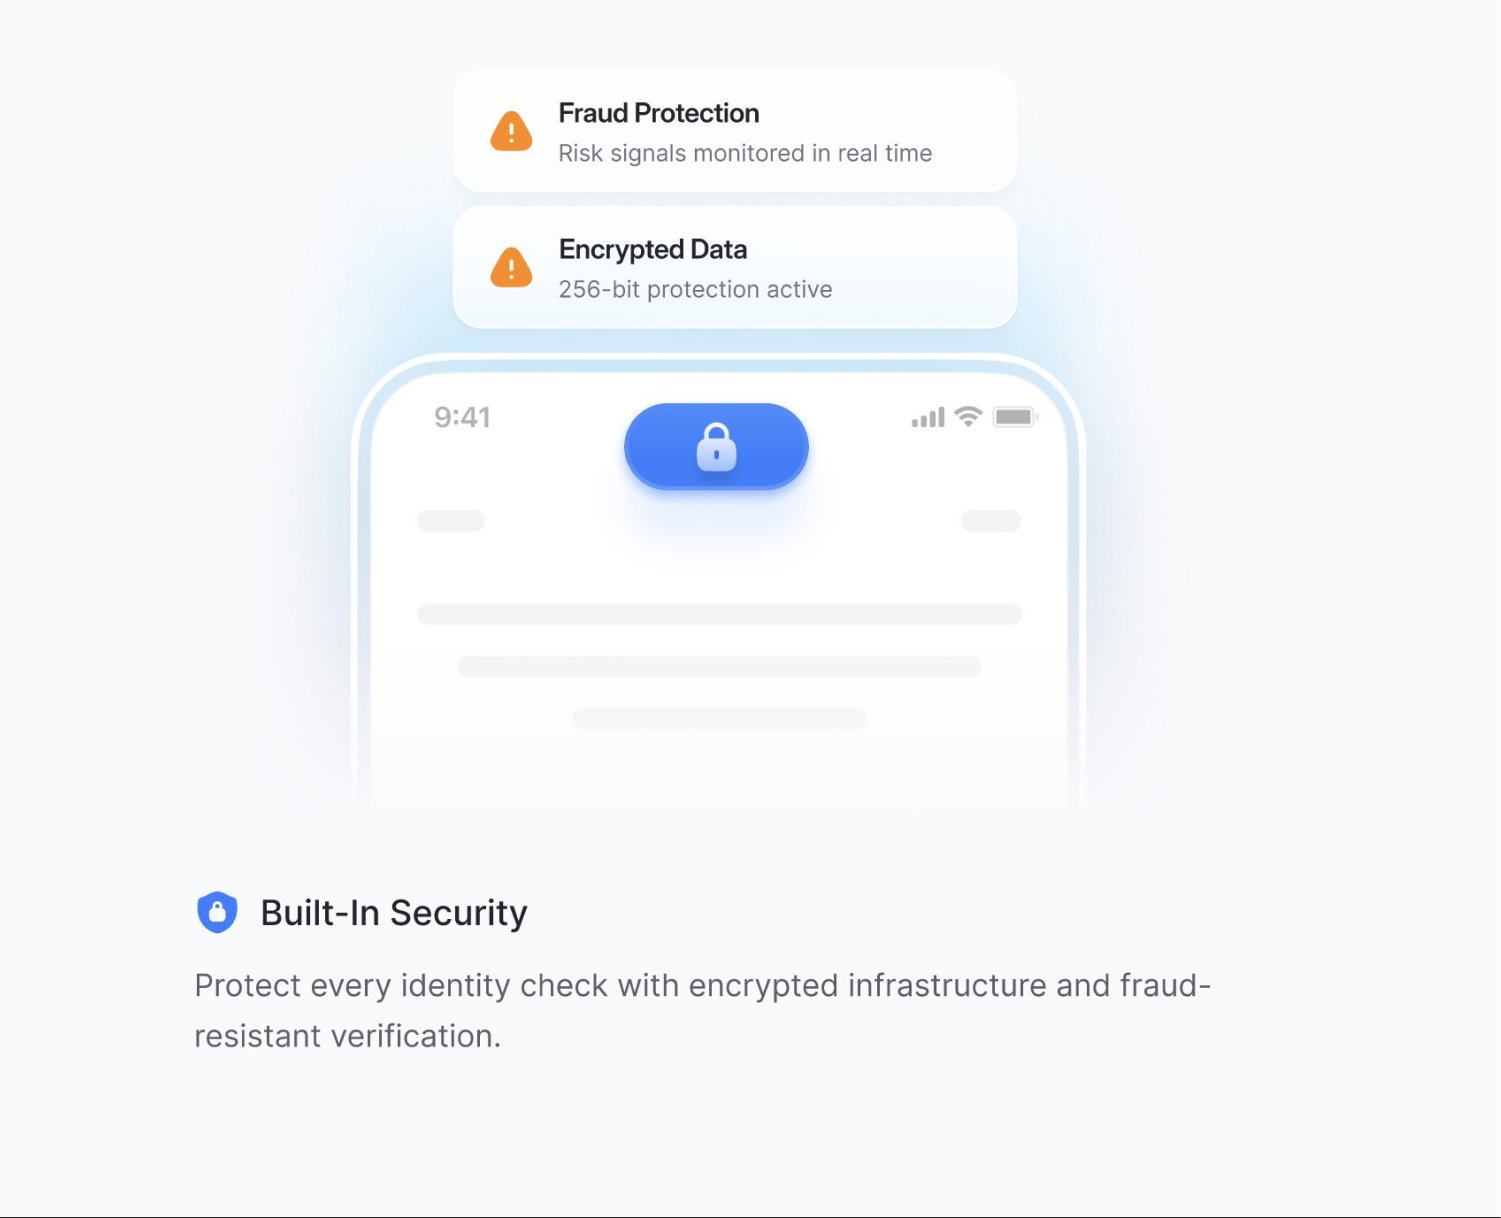 Fraud Protection
Risk signals monitored in real time
Encrypted Data
256-bit protection active
9:41
Built-In Security
Protect every identity check with encrypted infrastructure and fraud-
resistant verification.